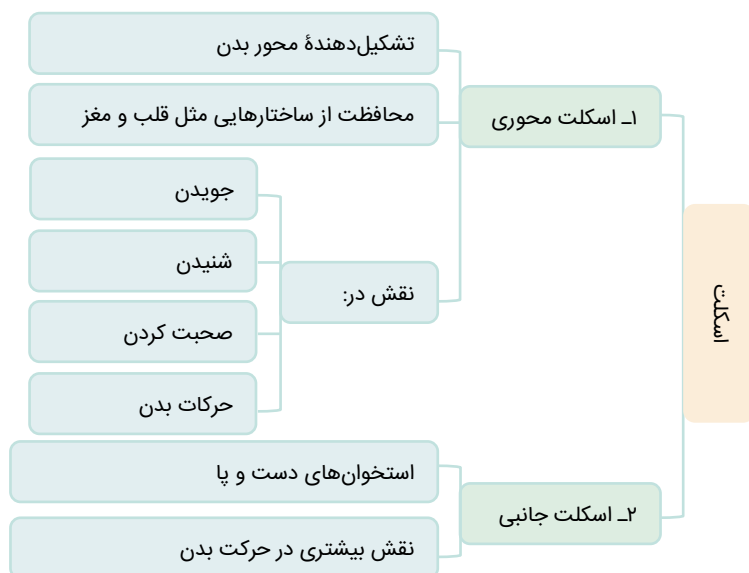 اسکلت
۱ـ اسکلت محوری
تشکیل‌دهندهٔ محور بدن
محافظت از ساختارهایی مثل قلب و مغز
نقش در:
جویدن
شنیدن
صحبت کردن
حرکات بدن
۲ـ اسکلت جانبی
استخوان‌های دست و پا
نقش بیشتری در حرکت بدن